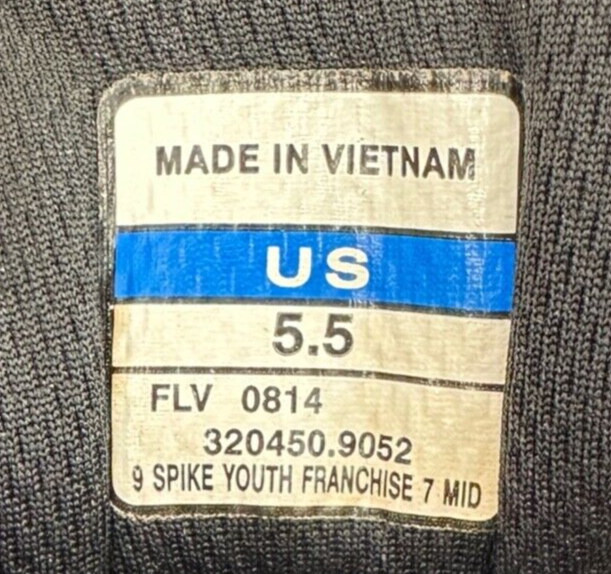 MADE IN VIETNAM
US
5.5
FLV 0814
320450.9052
9 SPIKE YOUTH FRANCHISE 7 MID